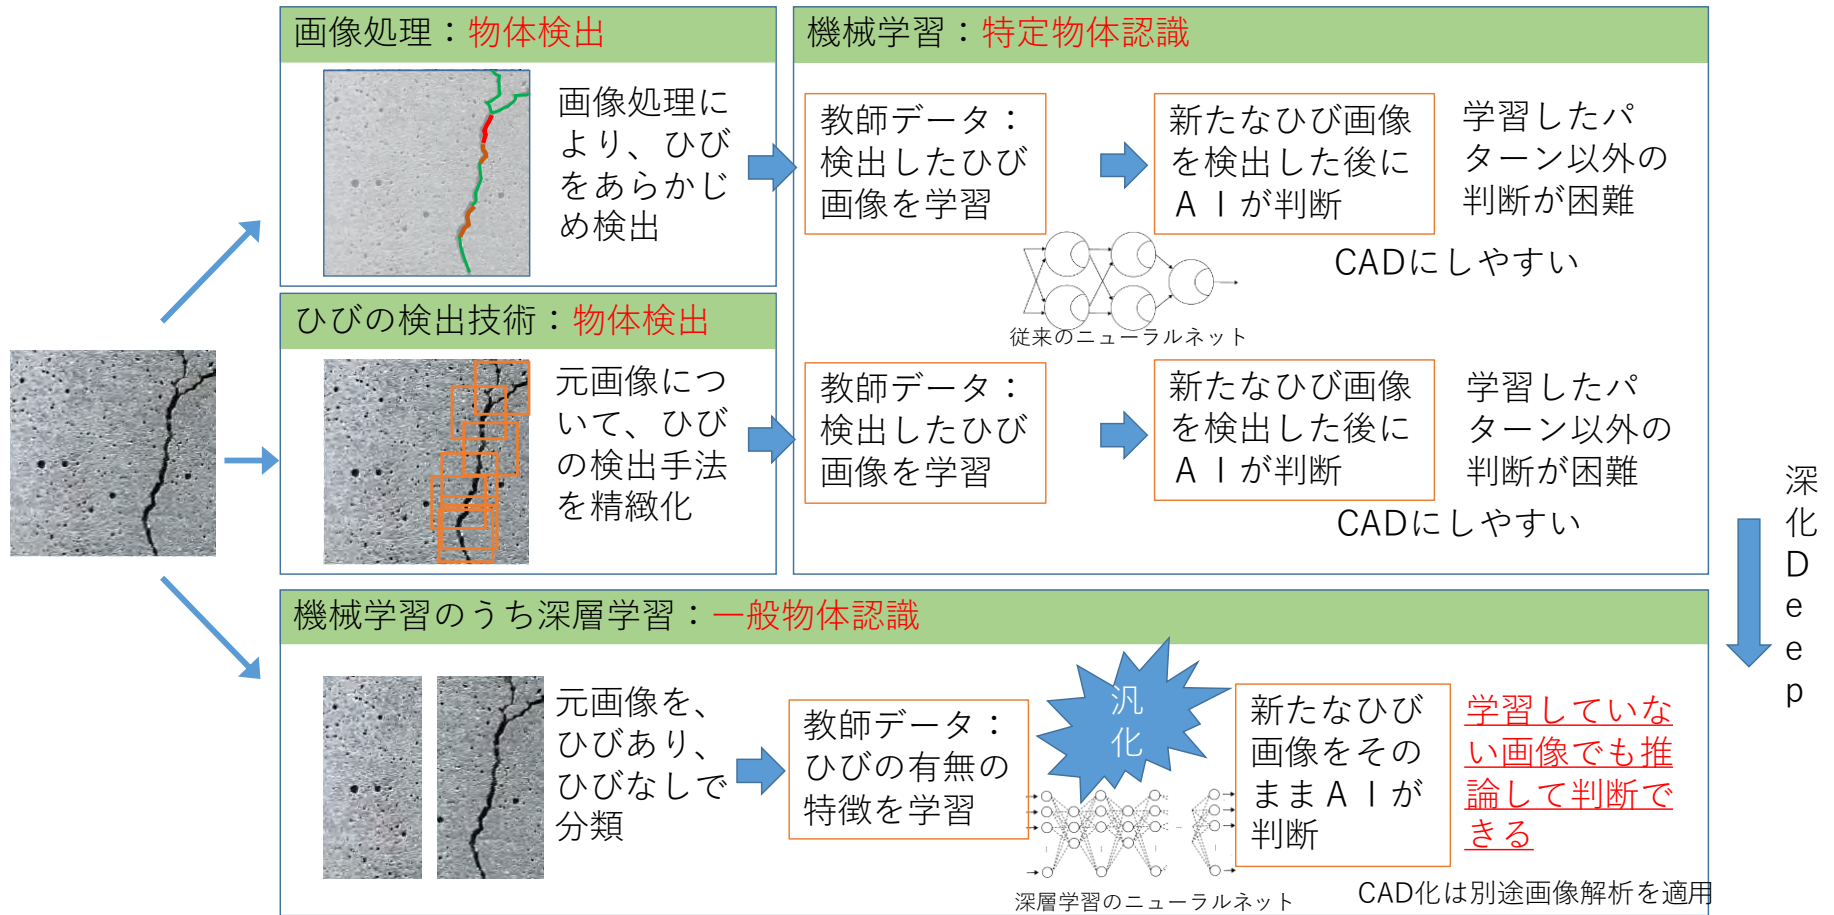 画像処理：物体検出
画像処理に
より、ひび
をあらかじ
め検出
機械学習：特定物体認識
教師データ：
検出したひび
画像を学習
新たなひび画像
を検出した後に
ＡＩが判断
学習したパ
ターン以外の
判断が困難
CADにしやすい
従来のニューラルネット
ひびの検出技術：物体検出
元画像につ
いて、ひび
の検出手法
を精緻化
教師データ：
検出したひび
画像を学習
新たなひび画像
を検出した後に
ＡＩが判断
学習したパ
ターン以外の
判断が困難
CADにしやすい
深
化
D
e
e
p
機械学習のうち深層学習：一般物体認識
元画像を、
ひびあり、
ひびなしで
分類
教師データ：
ひびの有無の
特徴を学習
汎
化
深層学習のニューラルネット
新たなひび
画像をその
ままＡＩが
判断
学習していな
い画像でも推
論して判断で
きる
CAD化は別途画像解析を適用